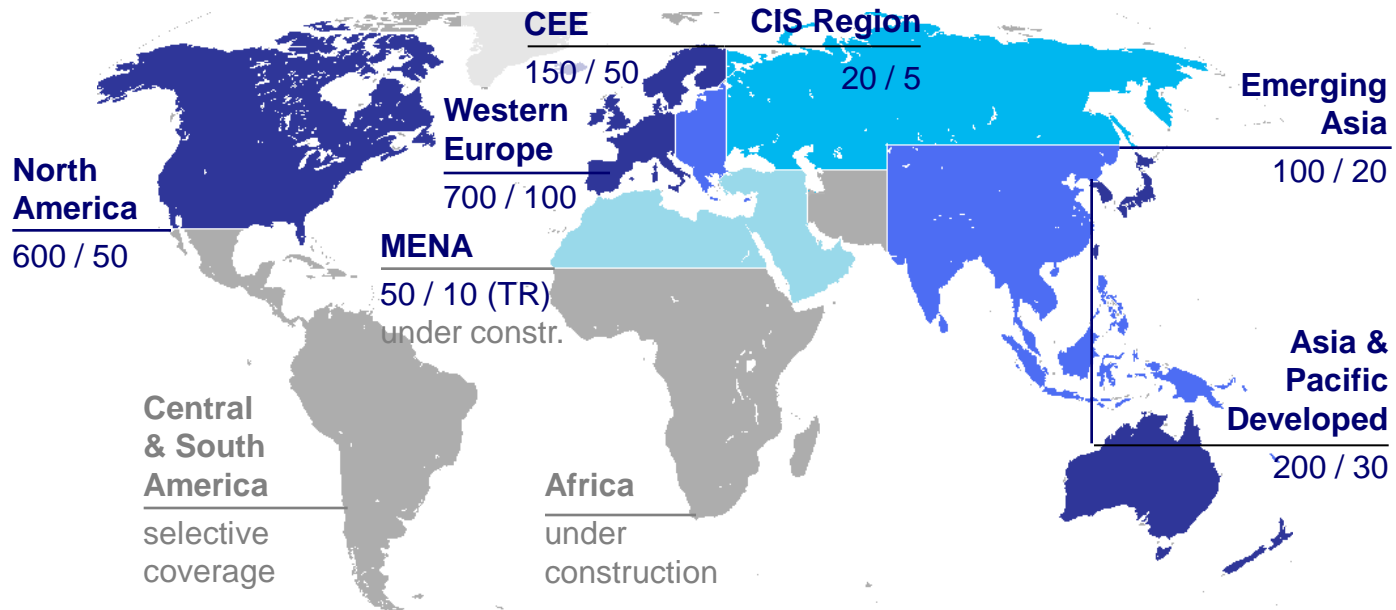 CEE
150 / 50
CIS Region
20 / 5
Emerging
Asia
100 / 20
Western
Europe
700 / 100
North
America
600 / 50
MENA
50 / 10 (TR)
under constr.
Asia &
Pacific
Developed
200 / 30
Central
& South
America
selective
coverage
Africa
under
construction